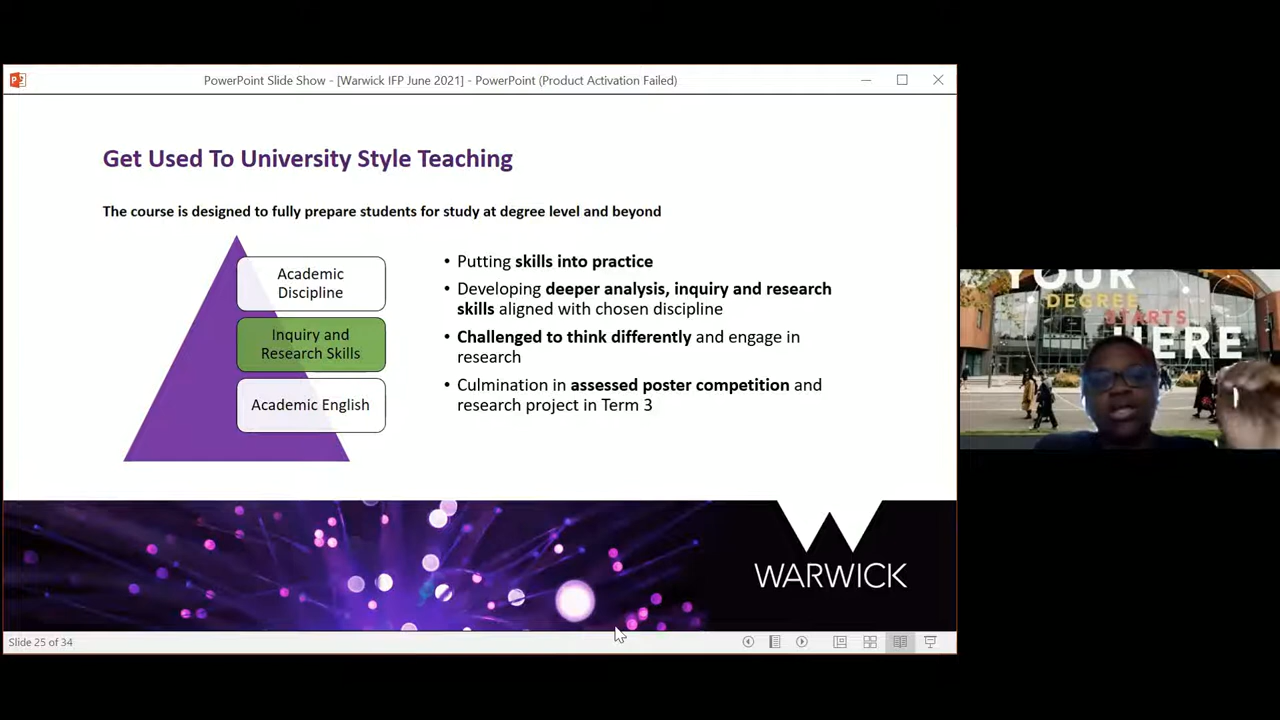 PowerPoint Slide Show - [Warwick IFP June 2021] - PowerPoint (Product Activation Failed)
Get Used To University Style Teaching
The course is designed to fully prepare students for study at degree level and beyond
Academic
Discipline
Inquiry and
Research Skills
Academic English
• Putting skills into practice
• Developing deeper analysis, inquiry and research
skills aligned with chosen discipline
• Challenged to think differently and engage in
research
• Culmination in assessed poster competition and
research project in Term 3
WARWICK
Slide 25 of 34
YOUR
DEGREE
STARTS
HERE